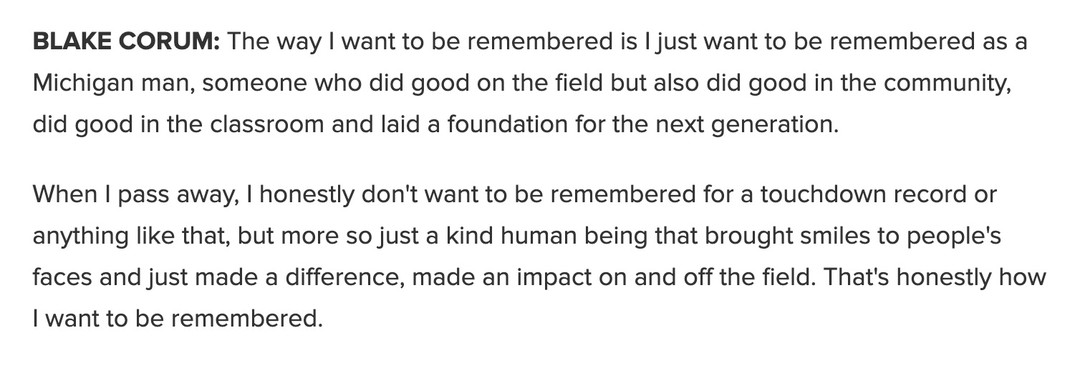 BLAKE CORUM: The way I want to be remembered is I just want to be remembered as a
Michigan man, someone who did good on the field but also did good in the community,
did good in the classroom and laid a foundation for the next generation.
When I pass away, I honestly don't want to be remembered for a touchdown record or
anything like that, but more so just a kind human being that brought smiles to people's
faces and just made a difference, made an impact on and off the field. That's honestly how
I want to be remembered.